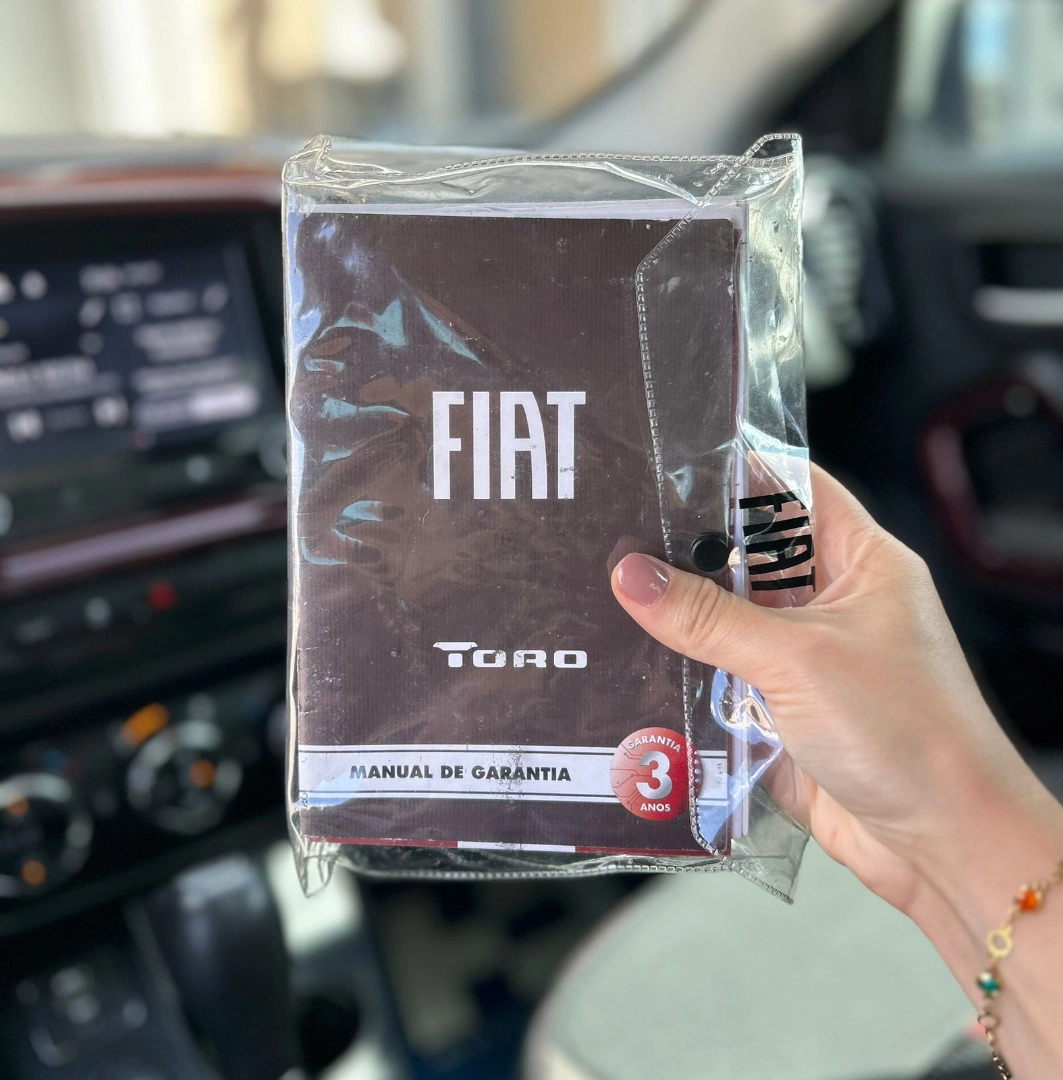 FIAT
FIAT
TORO
MANUAL DE GARANTIA
GARANTIA
3
ANOS